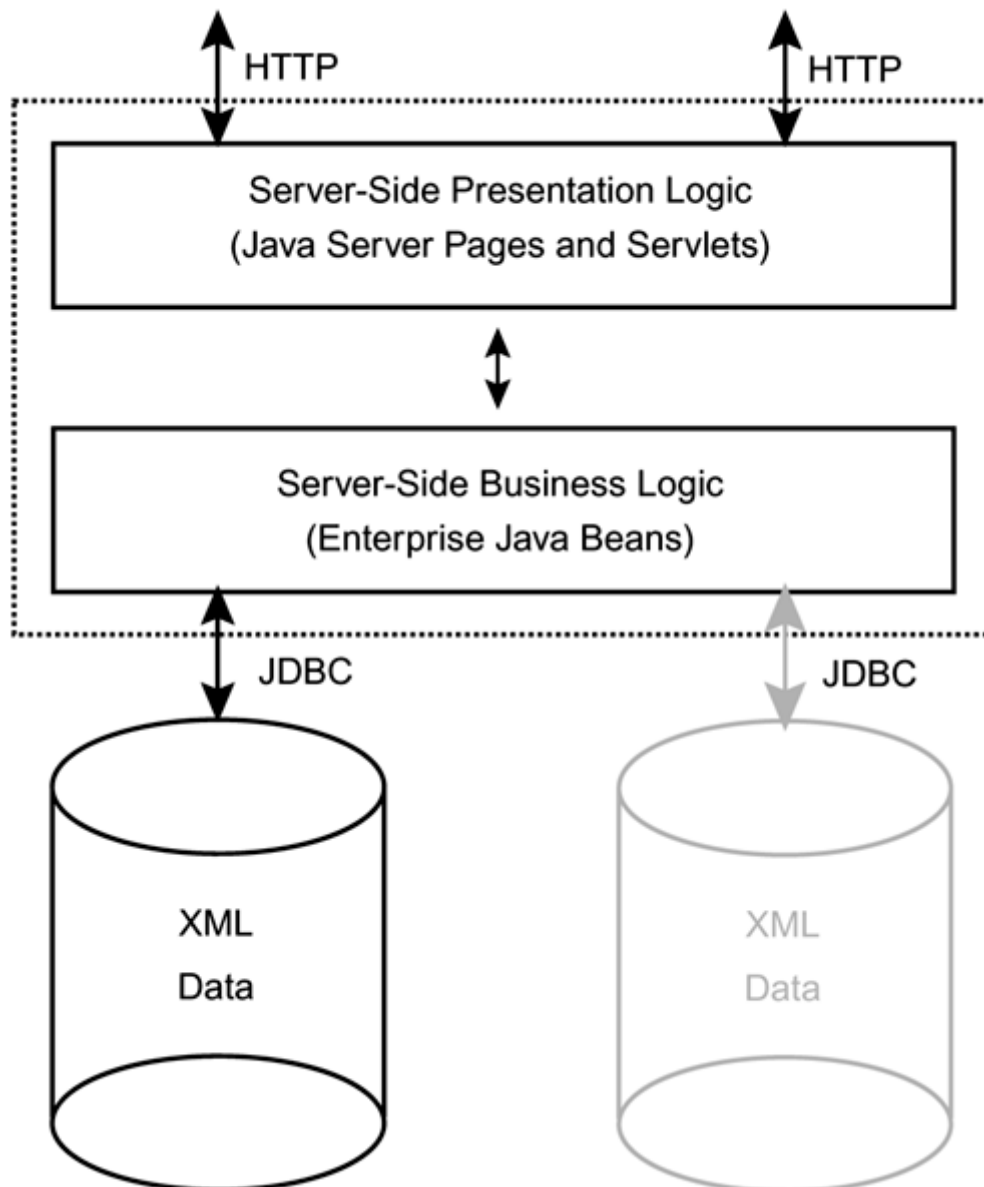 HTTP
HTTP
Server-Side Presentation Logic
(Java Server Pages and Servlets)
Server-Side Business Logic
(Enterprise Java Beans)
JDBC
JDBC
XML
Data
XML
Data